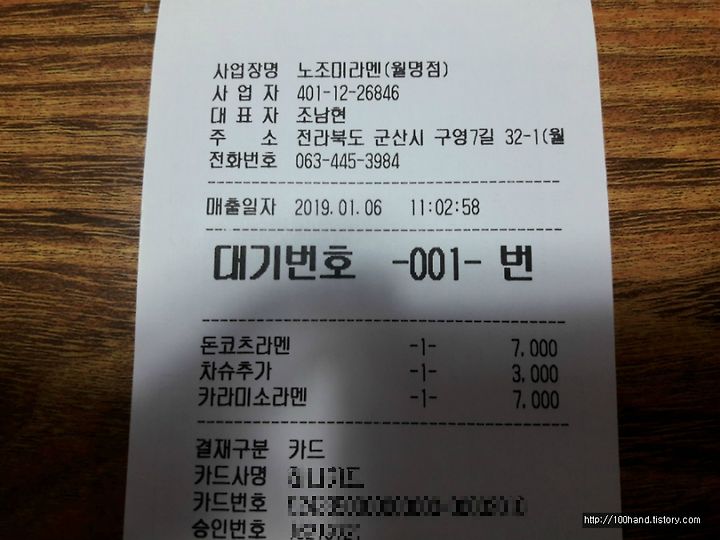 사업장명 노조미라멘(월명점)
사 업 자 401-12-26846
대 표 자 조남현
주 소 전라북도 군산시 구영7길 32-1(월
전화번호 063-445-3984
매출일자 2019.01.06 11:02:58
대기번호 -001- 번
돈코츠라멘 -1- 7,000
차슈추가 -1- 3,000
카라미소라멘 -1- 7,000
결재구분 카드
카드사명
카드번호
승인번호
http://100hand.tistory.com